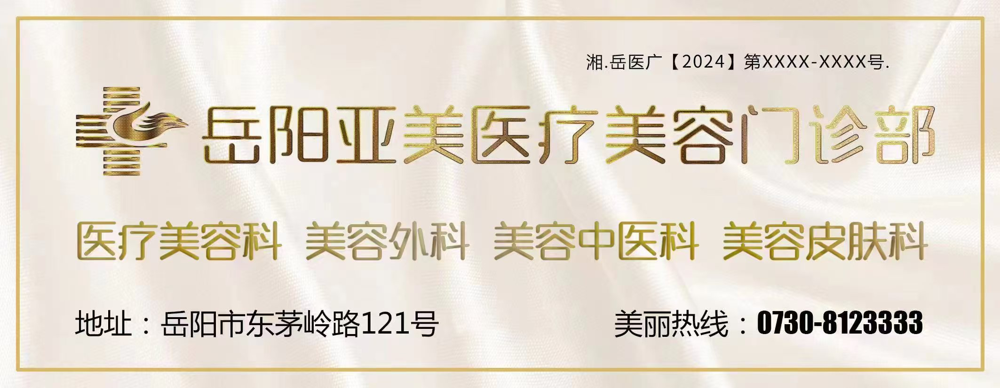 湘.岳医广【2024】第XXXX-XXXX号.
岳阳亚美医疗美容门诊部
医疗美容科 美容外科 美容中医科 美容皮肤科
地址：岳阳市东茅岭路121号 美丽热线：0730-8123333